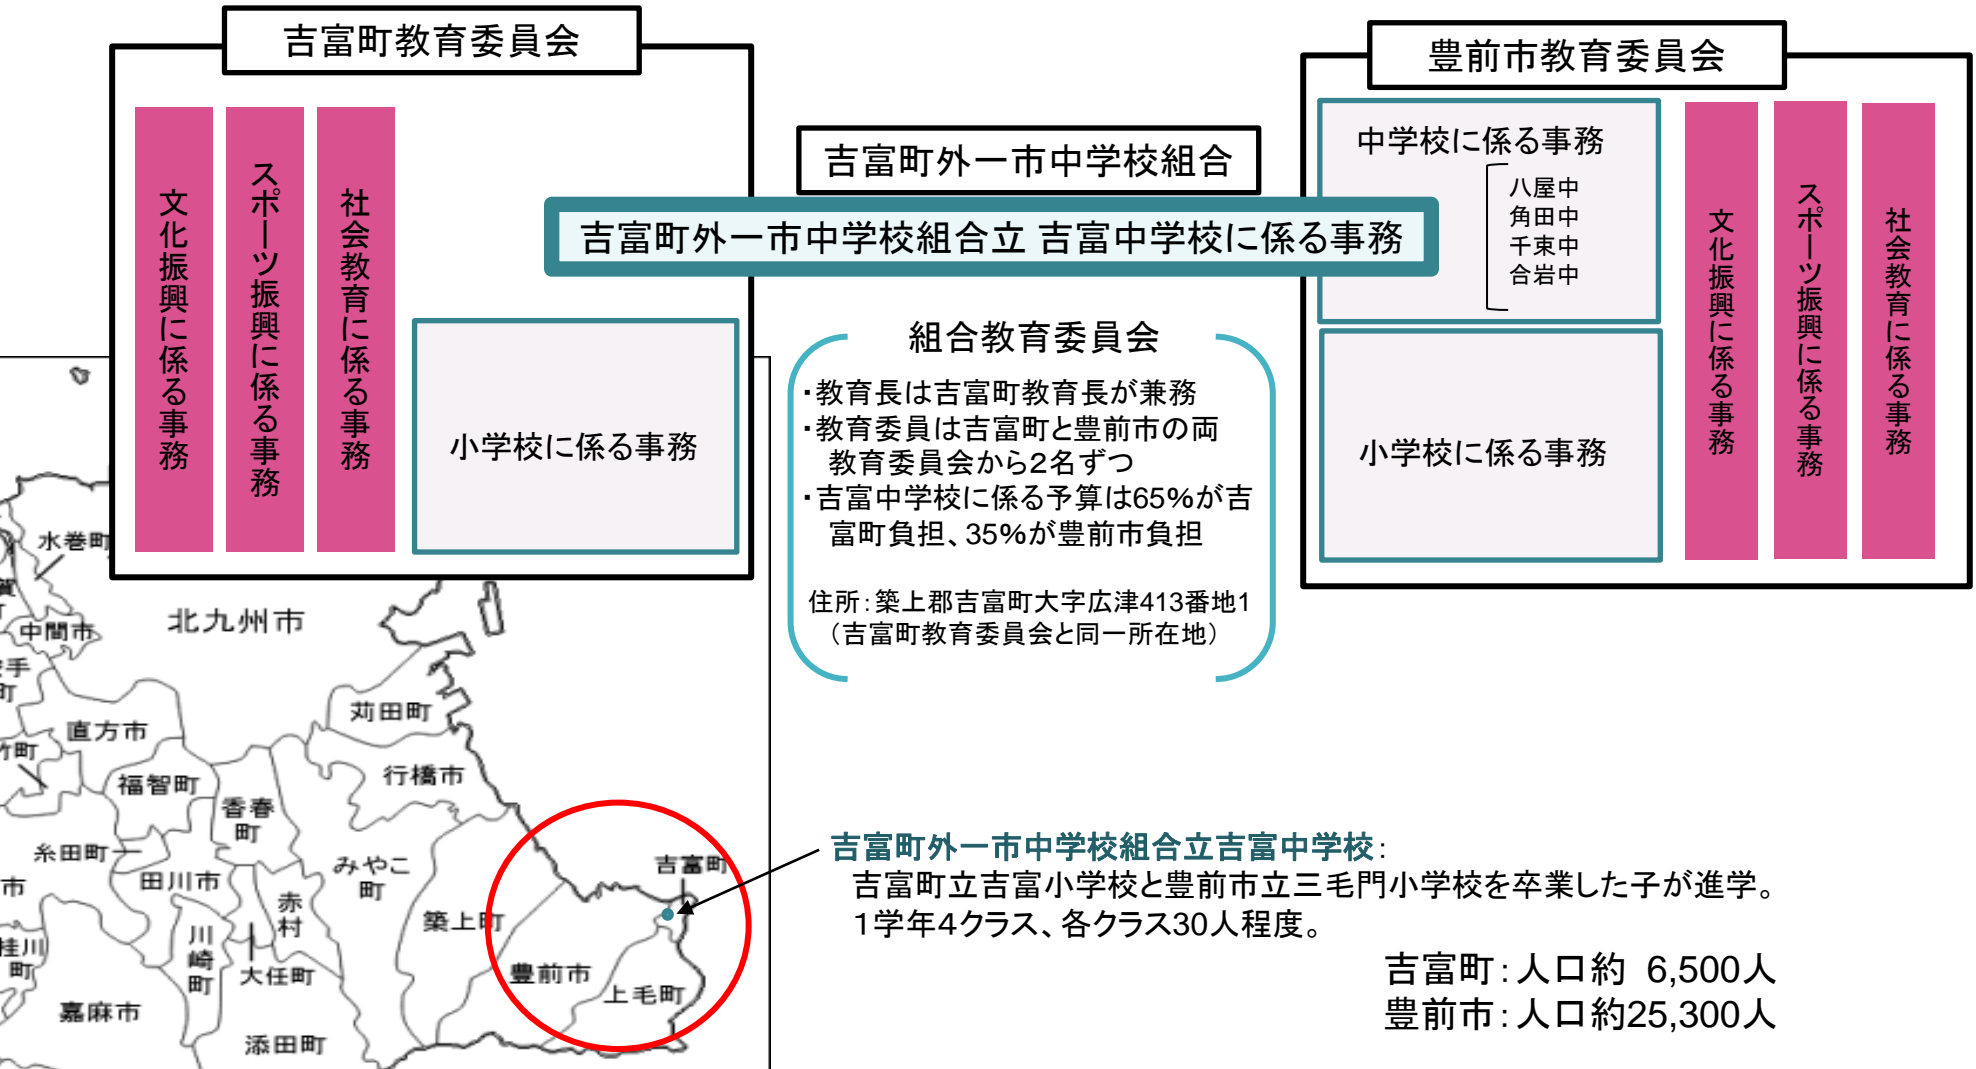 吉富町教育委員会
文化振興に係る事務
スポーツ振興に係る事務
社会教育に係る事務
小学校に係る事務
吉富町外一市中学校組合
吉富町外一市中学校組合立 吉富中学校に係る事務
組合教育委員会
・教育長は吉富町教育長が兼務
・教育委員は吉富町と豊前市の両
教育委員会から2名ずつ
・吉富中学校に係る予算は65%が吉
富町負担、35%が豊前市負担
住所：築上郡吉富町大字広津413番地1
（吉富町教育委員会と同一所在地）
豊前市教育委員会
中学校に係る事務
八屋中
角田中
千束中
合岩中
小学校に係る事務
文化振興に係る事務
スポーツ振興に係る事務
社会教育に係る事務
水巻町
北九州市
中間市
苅田町
直方市
行橋市
福智町
香春
町
糸田町
みやこ
町
吉富町
田川市
赤
村
築上町
川
崎
町
大任町
桂川
町
豊前市
上毛町
嘉麻市
添田町
吉富町外一市中学校組合立吉富中学校：
吉富町立吉富小学校と豊前市立三毛門小学校を卒業した子が進学。
1学年4クラス、各クラス30人程度。
吉富町：人口約 6,500人
豊前市：人口約25,300人